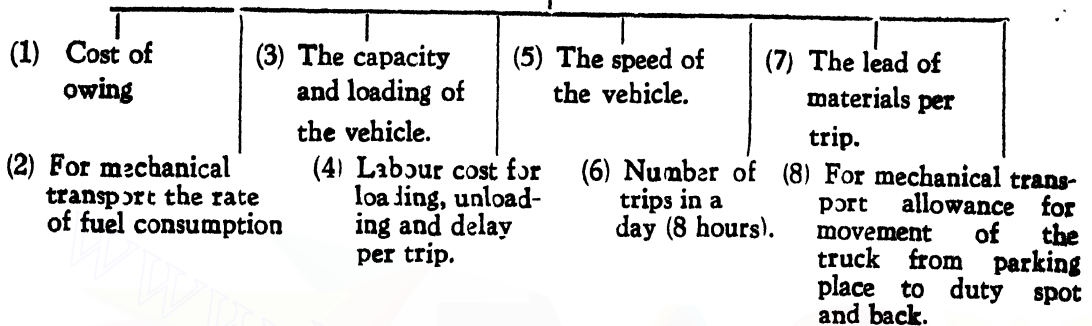 (1) Cost of
owing
(3) The capacity
and loading of
the vehicle.
(5) The speed of
the vehicle.
(7) The lead of
materials per
trip.
(2) For mechanical
transport the rate
of fuel consumption
(4) Labour cost for
loading, unload-
ing and delay
per trip.
(6) Number of
trips in a
day (8 hours).
(8) For mechanical trans-
port allowance for
movement of the
truck from parking
place to duty spot
and back.